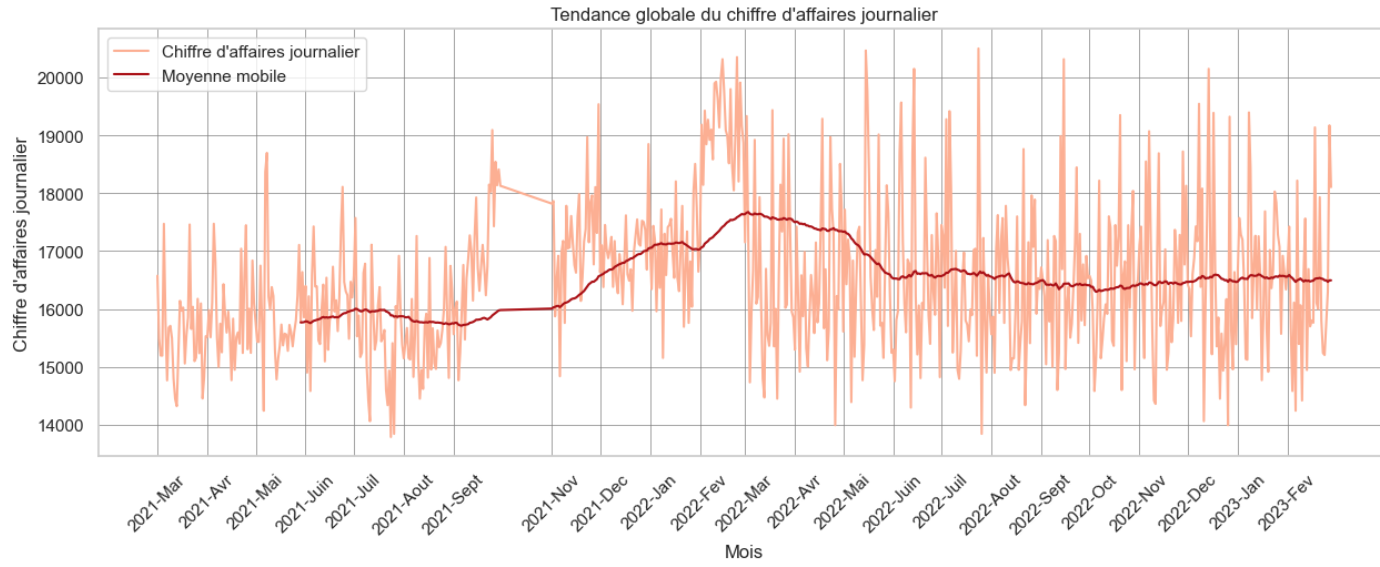 Tendance globale du chiffre d'affaires journalier
Chiffre d'affaires journalier
Moyenne mobile
Chiffre d'affaires journalier
20000
19000
18000
17000
16000
15000
14000
2021-Mar
2021-Avr
2021-Mai
2021-Juin
2021-Juil
2021-Aout
2021-Sept
2021-Nov
2021-Dec
2022-Jan
2022-Fev
2022-Mar
2022-Avr
2022-Mai
2022-Juin
2022-Juil
2022-Aout
2022-Sept
2022-Oct
2022-Nov
2022-Dec
2023-Jan
2023-Fev
Mois